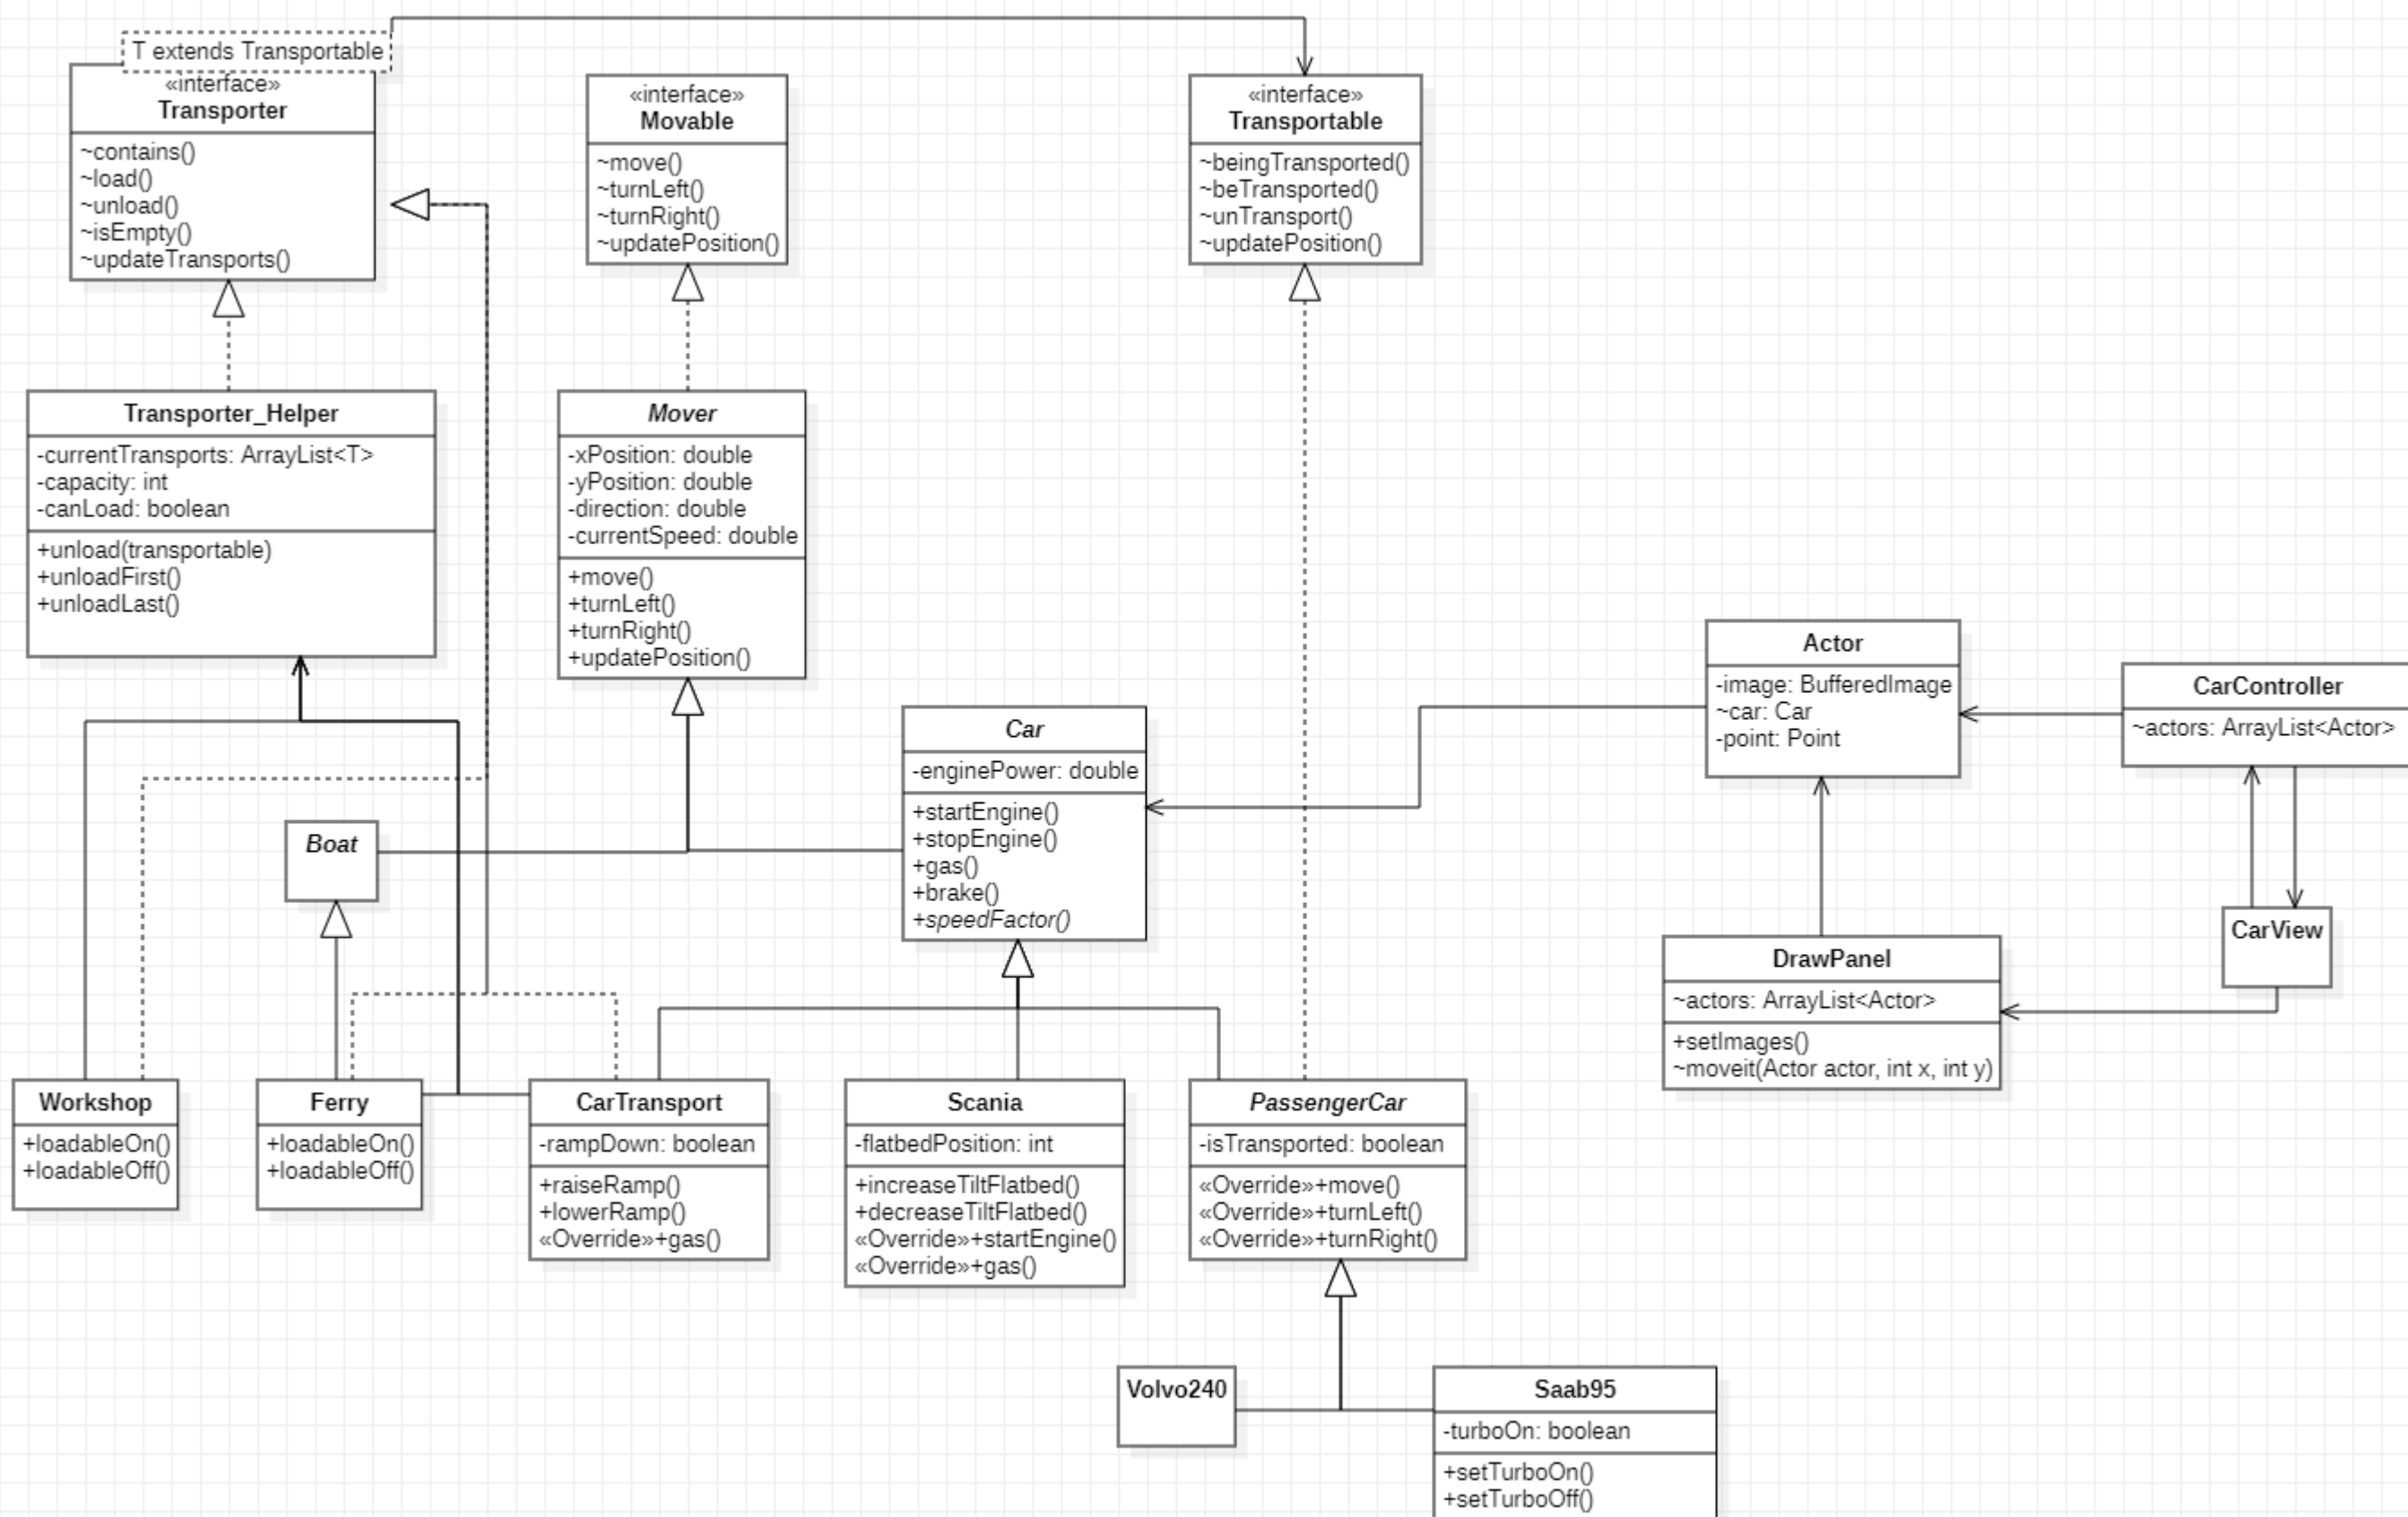 T extends Transportable
«interface»
Transporter
~contains()
~load()
~unload()
~isEmpty()
~updateTransports()
«interface»
Movable
~move()
~turnLeft()
~turnRight()
~updatePosition()
«interface»
Transportable
~beingTransported()
~beTransported()
~unTransport()
~updatePosition()
Transporter_Helper
-currentTransports: ArrayList<T>
-capacity: int
-canLoad: boolean
+unload(transportable)
+unloadFirst()
+unloadLast()
Mover
-xPosition: double
-yPosition: double
-direction: double
-currentSpeed: double
+move()
+turnLeft()
+turnRight()
+updatePosition()
Car
-enginePower: double
+startEngine()
+stopEngine()
+gas()
+brake()
+speedFactor()
Actor
-image: BufferedImage
~car: Car
-point: Point
CarController
~actors: ArrayList<Actor>
Boat
CarView
DrawPanel
~actors: ArrayList<Actor>
+setImages()
~moveit(Actor actor, int x, int y)
Workshop
+loadableOn()
+loadableOff()
Ferry
+loadableOn()
+loadableOff()
CarTransport
-rampDown: boolean
+raiseRamp()
+lowerRamp()
«Override»+gas()
Scania
-flatbedPosition: int
+increaseTiltFlatbed()
+decreaseTiltFlatbed()
«Override»+startEngine()
«Override»+gas()
PassengerCar
-isTransported: boolean
«Override»+move()
«Override»+turnLeft()
«Override»+turnRight()
Volvo240
Saab95
-turboOn: boolean
+setTurboOn()
+setTurboOff()